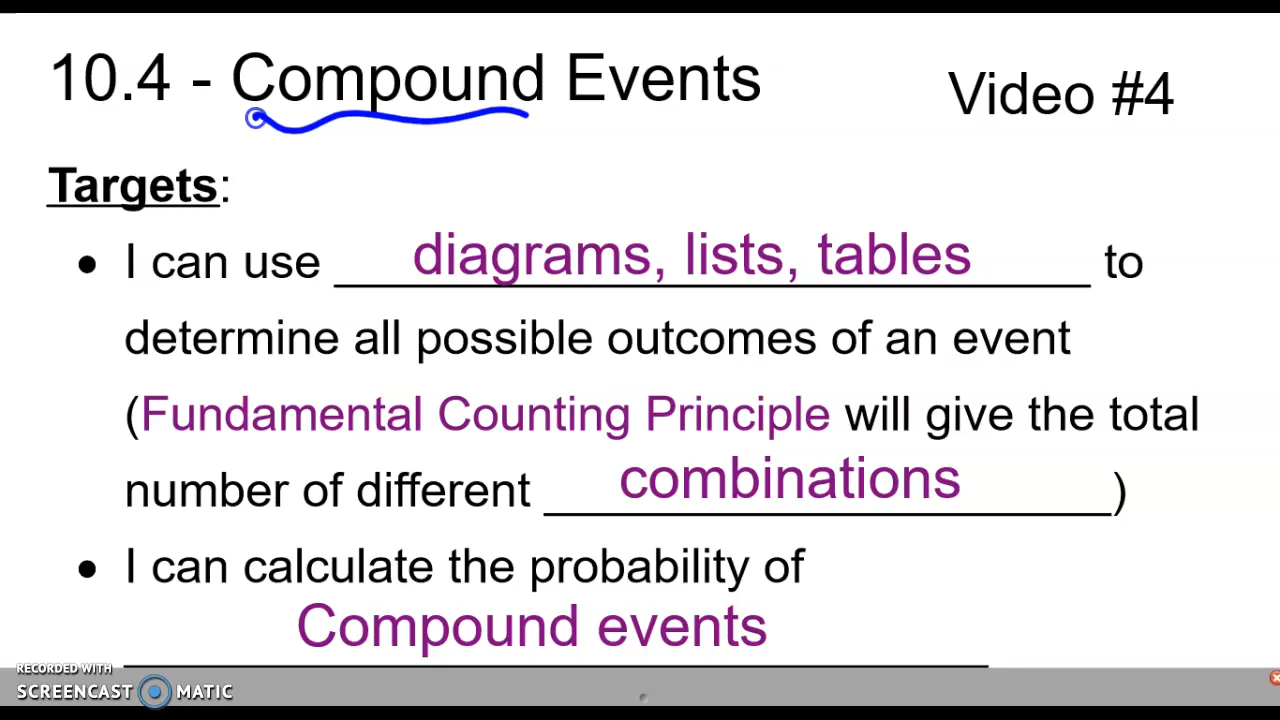 10.4 - Compound Events
Video #4
Targets:
• I can use diagrams, lists, tables to
determine all possible outcomes of an event
(Fundamental Counting Principle will give the total
number of different combinations)
• I can calculate the probability of
Compound events
RECORDED WITH
SCREENCAST MATIC